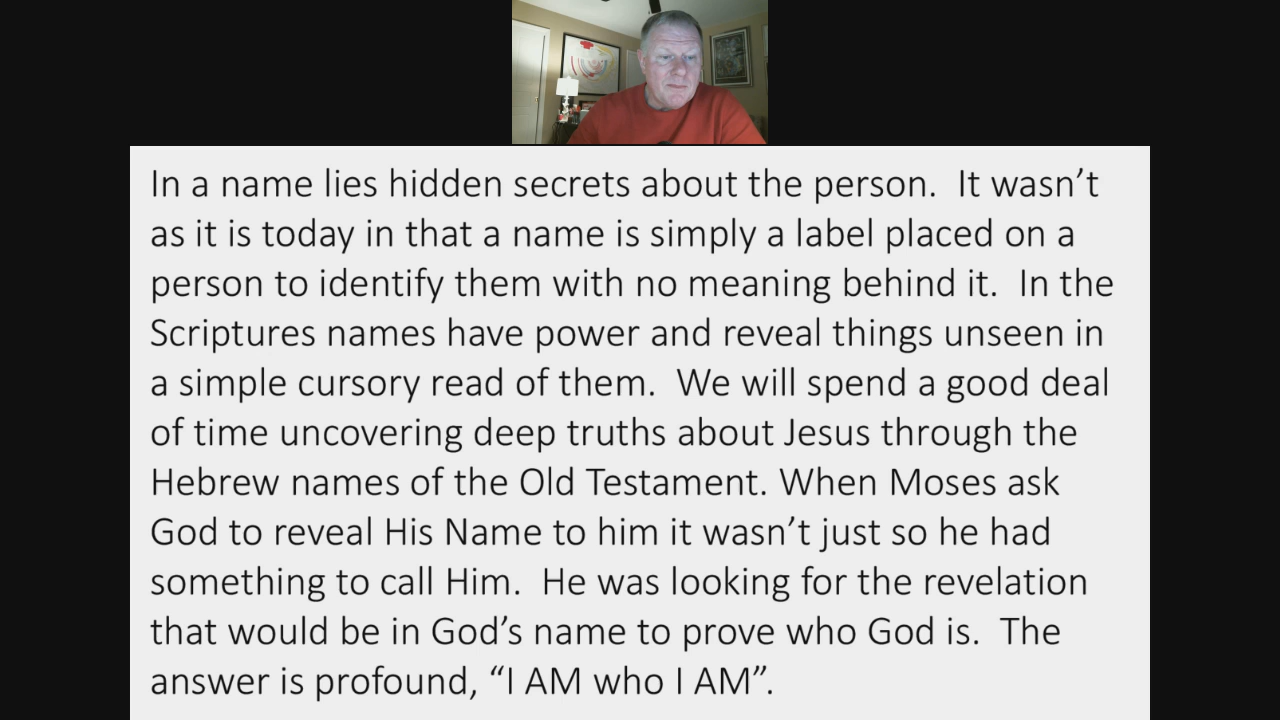 In a name lies hidden secrets about the person.  It wasn’t
as it is today in that a name is simply a label placed on a
person to identify them with no meaning behind it.  In the
Scriptures names have power and reveal things unseen in
a simple cursory read of them.  We will spend a good deal
of time uncovering deep truths about Jesus through the
Hebrew names of the Old Testament. When Moses ask
God to reveal His Name to him it wasn’t just so he had
something to call Him.  He was looking for the revelation
that would be in God’s name to prove who God is.  The
answer is profound, “I AM who I AM”.